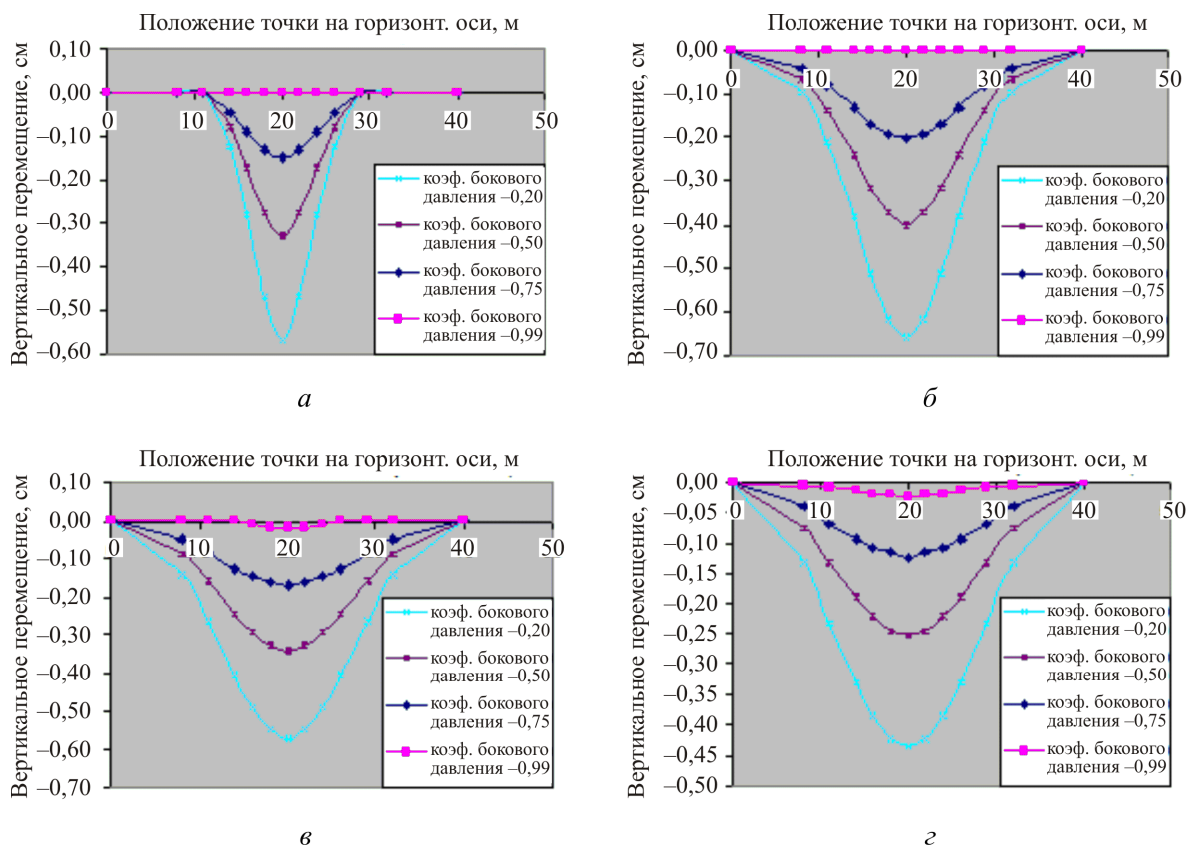 Положение точки на горизонт. оси, м
Вертикальное перемещение, см
0,10
0,00
–0,10
–0,20
–0,30
–0,40
–0,50
–0,60
0 10 20 30 40 50
коэф. бокового
давления –0,20
коэф. бокового
давления –0,50
коэф. бокового
давления –0,75
коэф. бокового
давления –0,99
а
Положение точки на горизонт. оси, м
Вертикальное перемещение, см
0,00
–0,10
–0,20
–0,30
–0,40
–0,50
–0,60
–0,70
0 10 20 30 40 50
коэф. бокового
давления –0,20
коэф. бокового
давления –0,50
коэф. бокового
давления –0,75
коэф. бокового
давления –0,99
б
Положение точки на горизонт. оси, м
Вертикальное перемещение, см
0,10
0,00
–0,10
–0,20
–0,30
–0,40
–0,50
–0,60
–0,70
0 10 20 30 40 50
коэф. бокового
давления –0,20
коэф. бокового
давления –0,50
коэф. бокового
давления –0,75
коэф. бокового
давления –0,99
в
Положение точки на горизонт. оси, м
Вертикальное перемещение, см
0,00
–0,05
–0,10
–0,15
–0,20
–0,25
–0,30
–0,35
–0,40
–0,45
–0,50
0 10 20 30 40 50
коэф. бокового
давления –0,20
коэф. бокового
давления –0,50
коэф. бокового
давления –0,75
коэф. бокового
давления –0,99
г